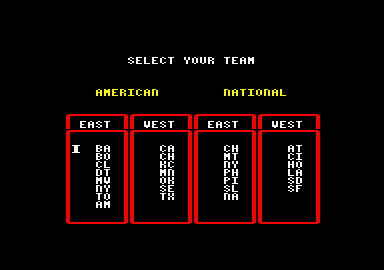 SELECT YOUR TEAM
AMERICAN NATIONAL
EAST WEST EAST WEST
I BA CA CH AT
BO CH MT CI
CL KC NY HO
DT MN PH LA
MW OK PI SD
NY SE SL SF
TO TX NA
AM